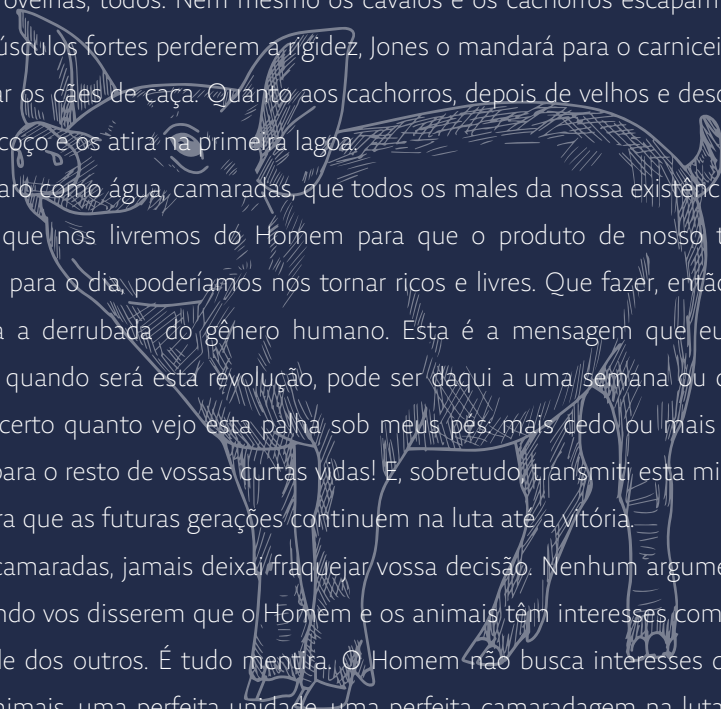 ovelhas, todos. Nem mesmo os cavalos e os cachorros escapam
úsculos fortes perderem a rigidez, Jones o mandará para o carnicei
ar os cães de caça. Quanto aos cachorros, depois de velhos e desd
coço e os atira na primeira lagoa.
aro como água, camaradas, que todos os males da nossa existênc
que nos livremos do Homem para que o produto de nosso t
para o dia, poderíamos nos tornar ricos e livres. Que fazer, então
a a derrubada do gênero humano. Esta é a mensagem que eu
quando será esta revolução, pode ser daqui a uma semana ou d
certo quanto vejo esta palha sob meus pés: mais cedo ou mais
para o resto de vossas curtas vidas! E, sobretudo, transmiti esta mi
ra que as futuras gerações continuem na luta até a vitória.
camaradas, jamais deixai fraquejar vossa decisão. Nenhum argume
ndo vos disserem que o Homem e os animais têm interesses com
de dos outros. É tudo mentira. O Homem não busca interesses
nimais, uma perfeita unidade, uma perfeita camaradagem na luta